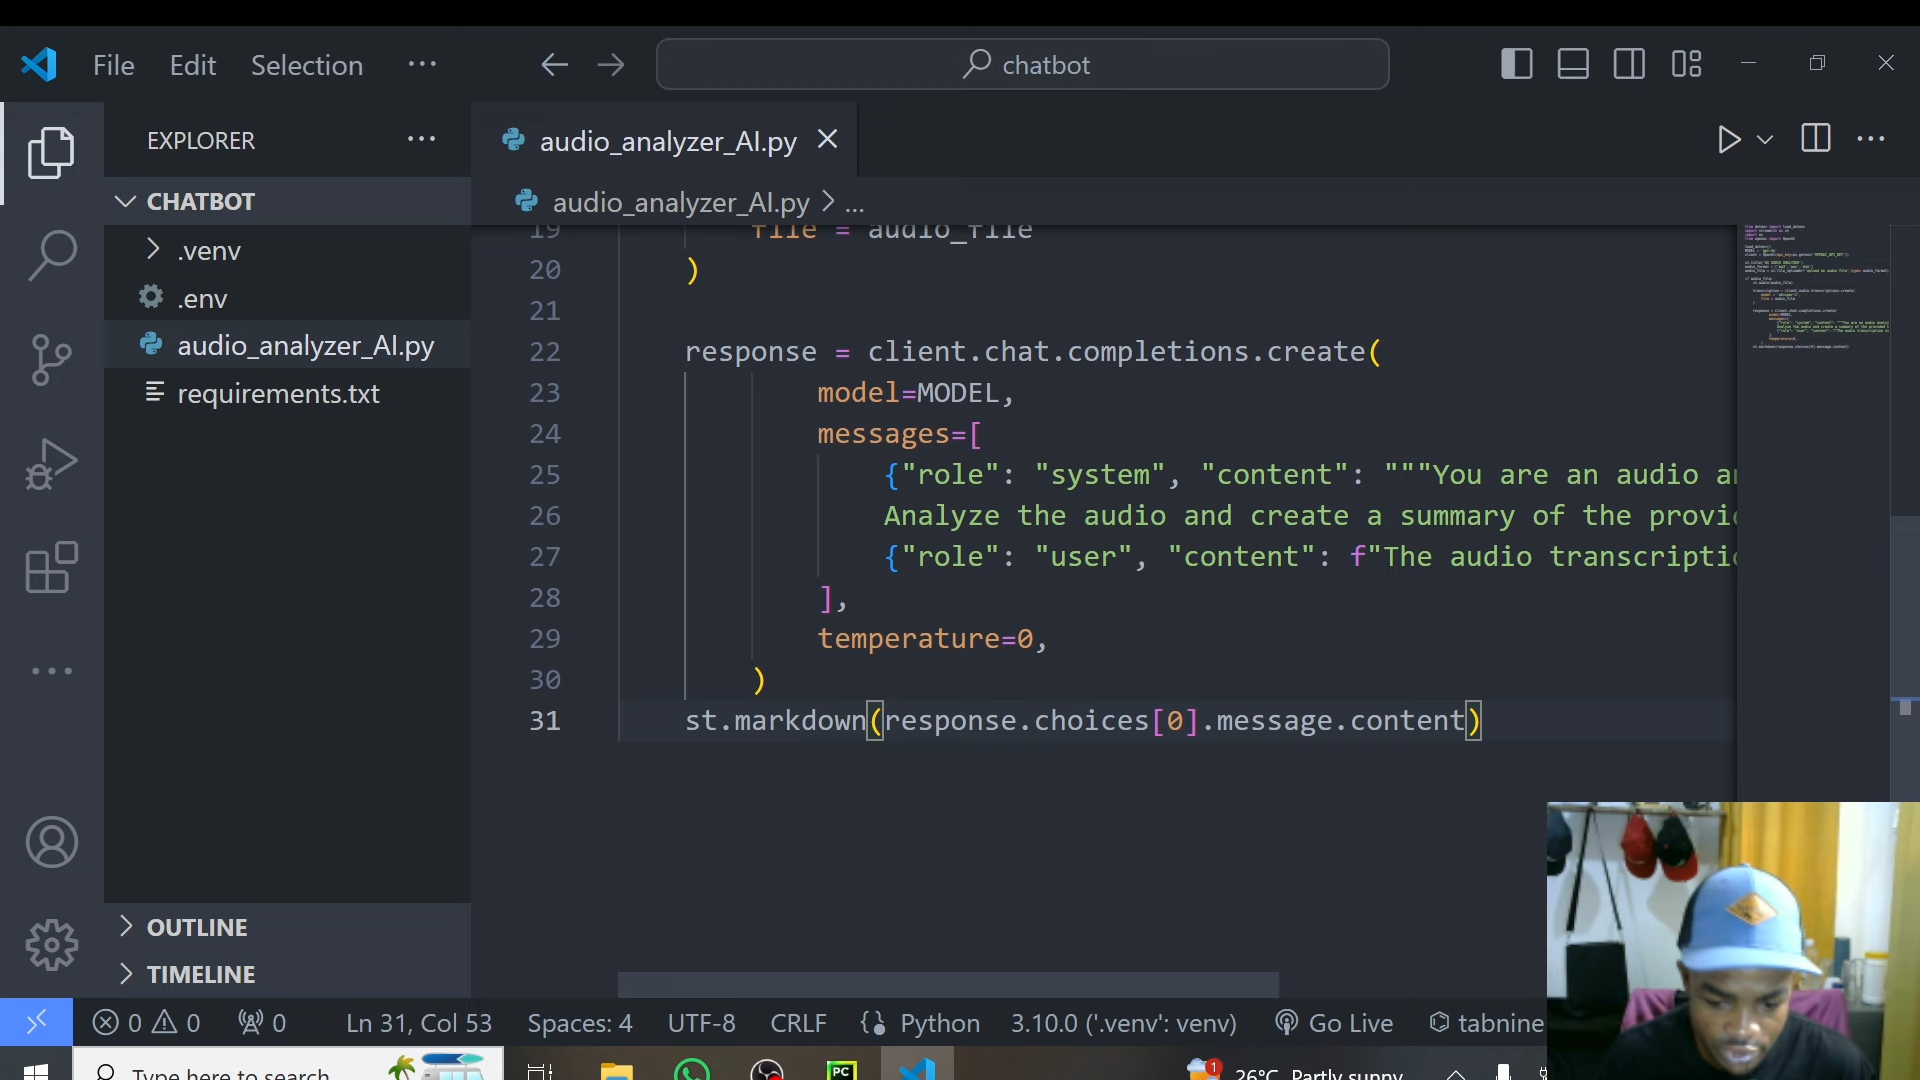 File Edit Selection ...
chatbot
EXPLORER ...
audio_analyzer_AI.py
CHATBOT
audio_analyzer_AI.py > ...
.venv
.env
audio_analyzer_AI.py
requirements.txt
19 file = audio_file
20 )
21
22 response = client.chat.completions.create(
23 model=MODEL,
24 messages=[
25 {"role": "system", "content": """You are an audio
26 Analyze the audio and create a summary of the
27 {"role": "user", "content": f"The audio
28 ],
29 temperature=0,
30 )
31 st.markdown(response.choices[0].message.content)
OUTLINE
TIMELINE
0 0 0 Ln 31, Col 53 Spaces: 4 UTF-8 CRLF {} Python 3.10.0 ('.venv': venv) Go Live tabnine
Type here to search PC 1 26°C Partly sunny